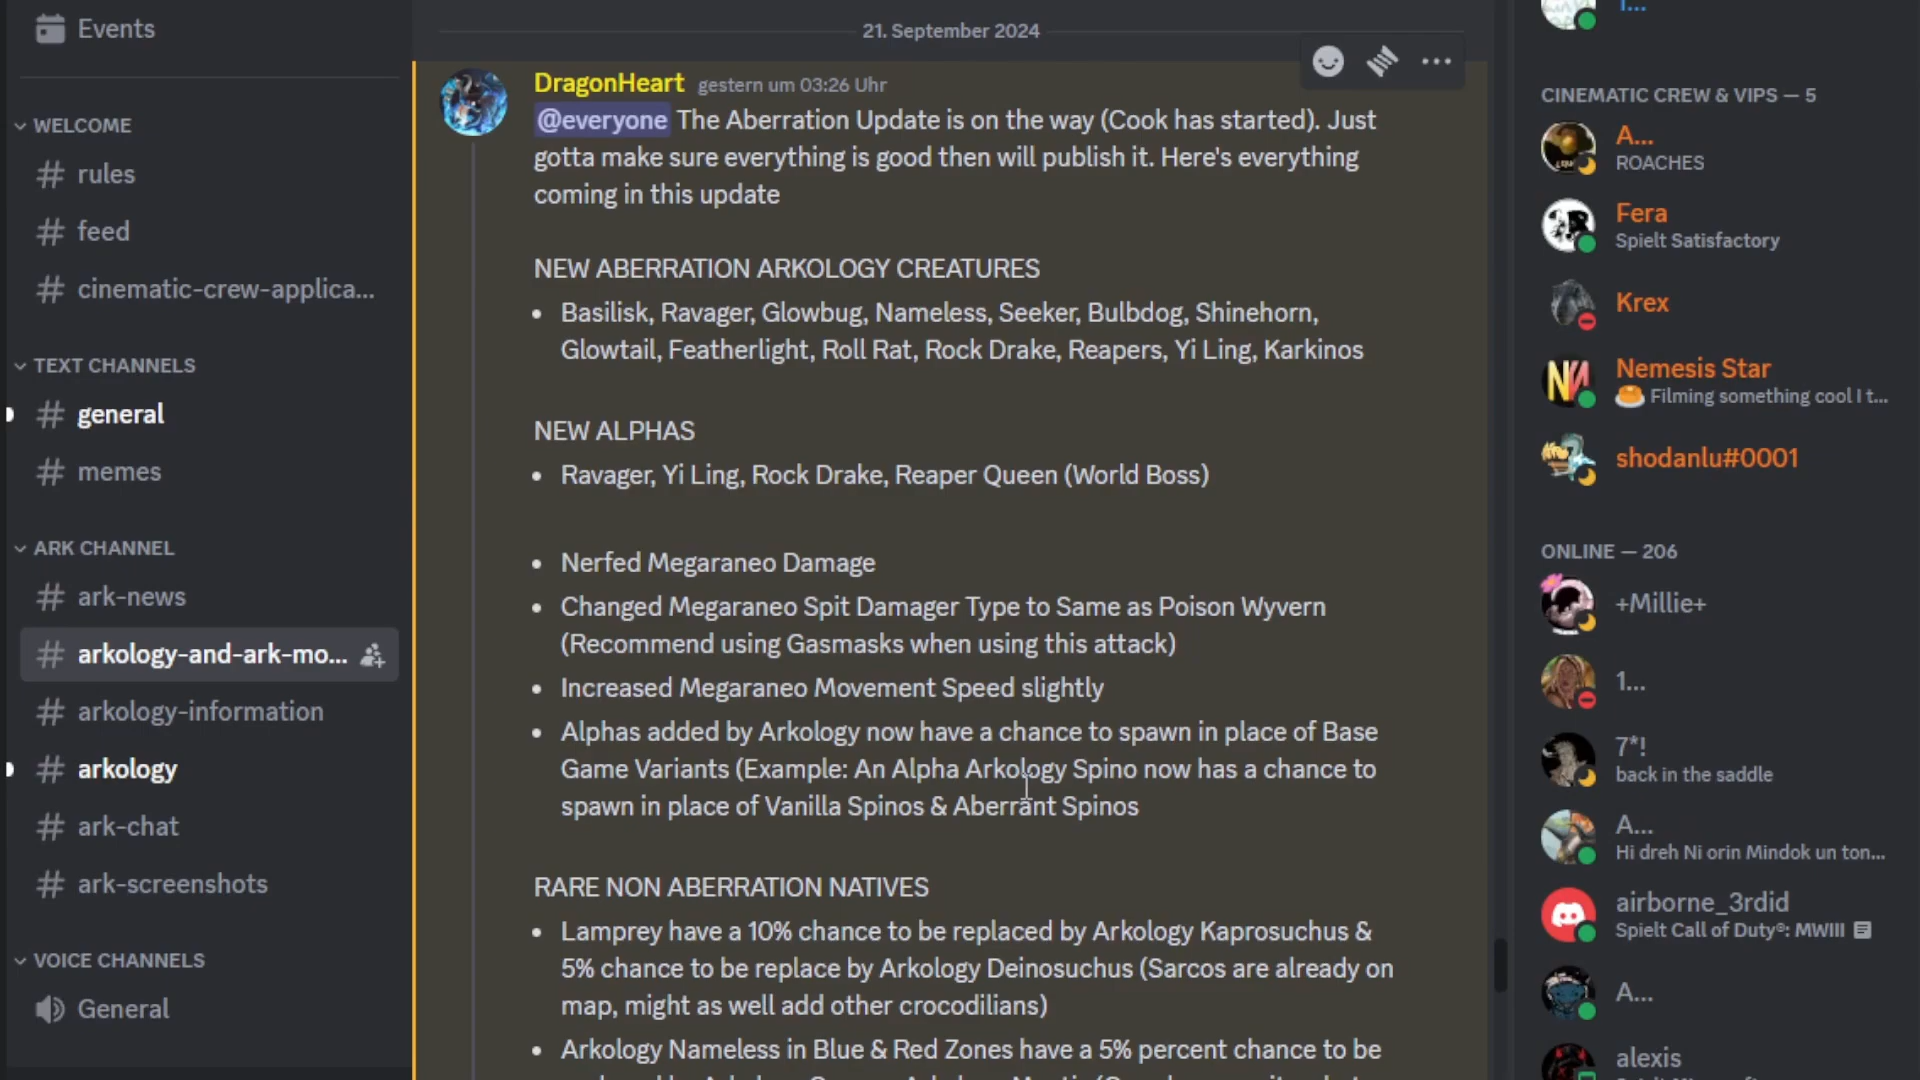 Events
WELCOME
# rules
# feed
# cinematic-crew-applica...
TEXT CHANNELS
# general
# memes
ARK CHANNEL
# ark-news
# arkology-and-ark-mo...
# arkology-information
# arkology
# ark-chat
# ark-screenshots
VOICE CHANNELS
General
21. September 2024
DragonHeart gestern um 03:26 Uhr
@everyone The Aberration Update is on the way (Cook has started). Just
gotta make sure everything is good then will publish it. Here's everything
coming in this update
NEW ABERRATION ARKOLOGY CREATURES
• Basilisk, Ravager, Glowbug, Nameless, Seeker, Bulbdog, Shinehorn,
Glowtail, Featherlight, Roll Rat, Rock Drake, Reapers, Yi Ling, Karkinos
NEW ALPHAS
• Ravager, Yi Ling, Rock Drake, Reaper Queen (World Boss)
• Nerfed Megaraneo Damage
• Changed Megaraneo Spit Damager Type to Same as Poison Wyvern
(Recommend using Gasmasks when using this attack)
• Increased Megaraneo Movement Speed slightly
• Alphas added by Arkology now have a chance to spawn in place of Base
Game Variants (Example: An Alpha Arkology Spino now has a chance to
spawn in place of Vanilla Spinos & Aberrant Spinos
RARE NON ABERRATION NATIVES
• Lamprey have a 10% chance to be replaced by Arkology Kaprosuchus &
5% chance to be replace by Arkology Deinosuchus (Sarcos are already on
map, might as well add other crocodilians)
• Arkology Nameless in Blue & Red Zones have a 5% percent chance to be
1...
CINEMATIC CREW & VIPS — 5
A...
ROACHES
Fera
Spielt Satisfactory
Krex
Nemesis Star
Filming something cool I t...
shodanlu#0001
ONLINE — 206
+Millie+
1...
7*!
back in the saddle
A...
Hi dreh Ni orin Mindok un ton...
airborne_3rdid
Spielt Call of Duty®: MWIII
A...
alexis